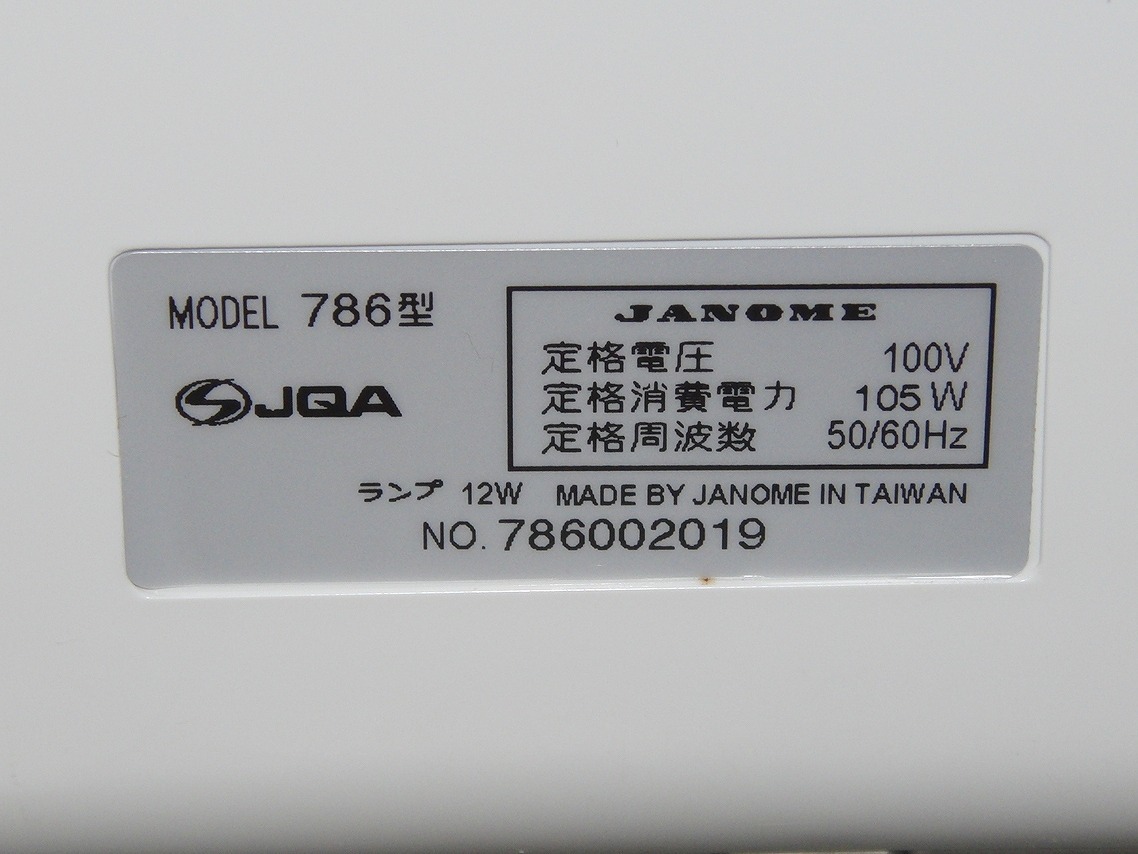 MODEL 786型
JQA
JANOME
定格電圧 100V
定格消費電力 105W
定格周波数 50/60Hz
ランプ 12W MADE BY JANOME IN TAIWAN
NO. 786002019